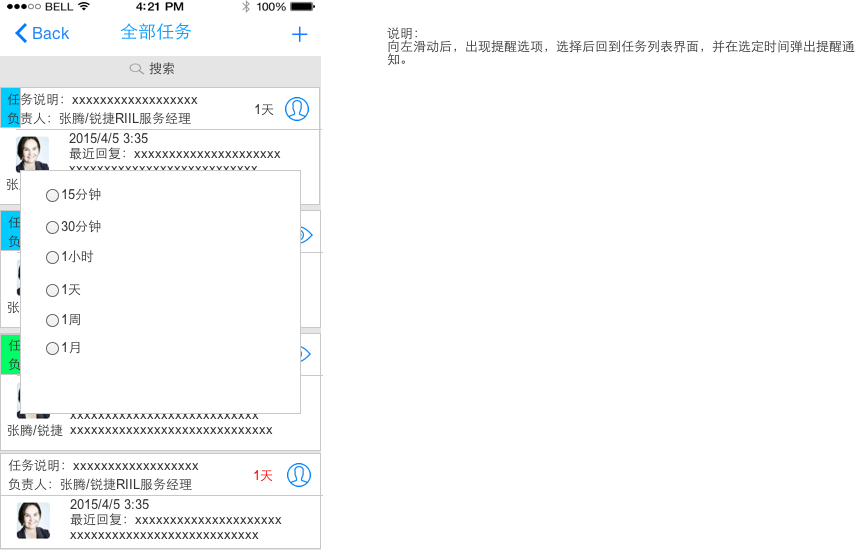 BELL 4:21 PM 100%
Back 全部任务 +
搜索
任务说明：xxxxxxxxxxxxxxxxxx
1天
负责人：张腾/锐捷RIIL服务经理
2015/4/5 3:35
最近回复：xxxxxxxxxxxxxxxxxxxxx
xxxxxxxxxxxxxxxxxxxxxxxxxxx
张
15分钟
30分钟
1小时
1天
1周
1月
任
负
张
任
负
xxxxxxxxxxxxxxxxxxxxxxxxxxx
张腾/锐捷 xxxxxxxxxxxxxxxxxxxxxxxxxxxxx
任务说明：xxxxxxxxxxxxxxxxxx
1天
负责人：张腾/锐捷RIIL服务经理
2015/4/5 3:35
最近回复：xxxxxxxxxxxxxxxxxxxxx
xxxxxxxxxxxxxxxxxxxxxxxxxxx
说明：
向左滑动后，出现提醒选项，选择后回到任务列表界面，并在选定时间弹出提醒通
知。